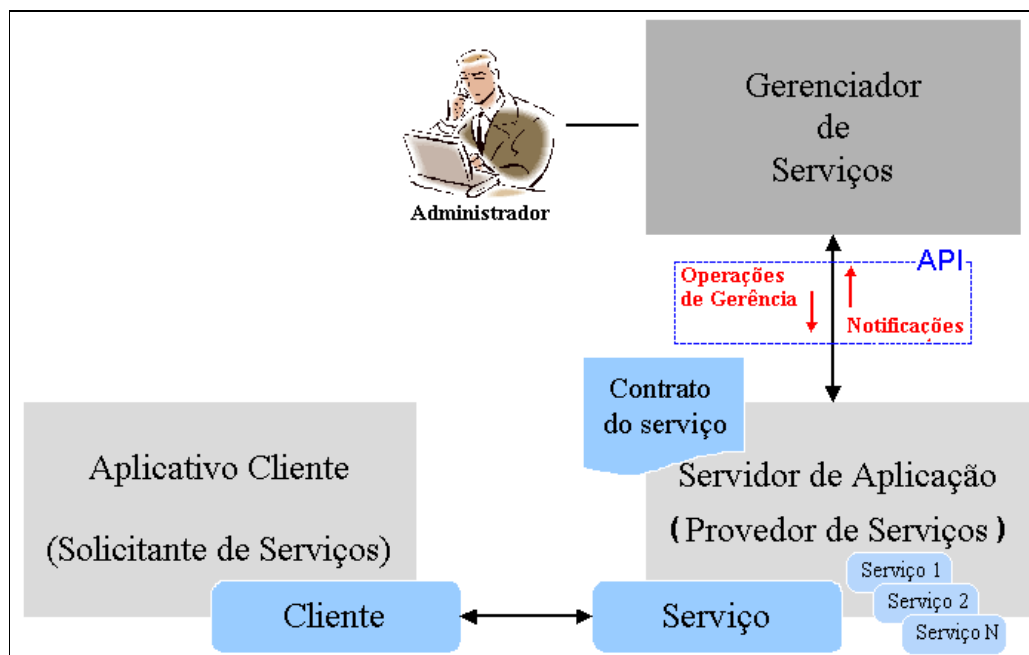 Gerenciador
de
Serviços
Administrador
API
Operações
de Gerência
Notificações
Contrato
do serviço
Aplicativo Cliente
(Solicitante de Serviços)
Servidor de Aplicação
(Provedor de Serviços)
Serviço 1
Serviço 2
Serviço N
Cliente
Serviço